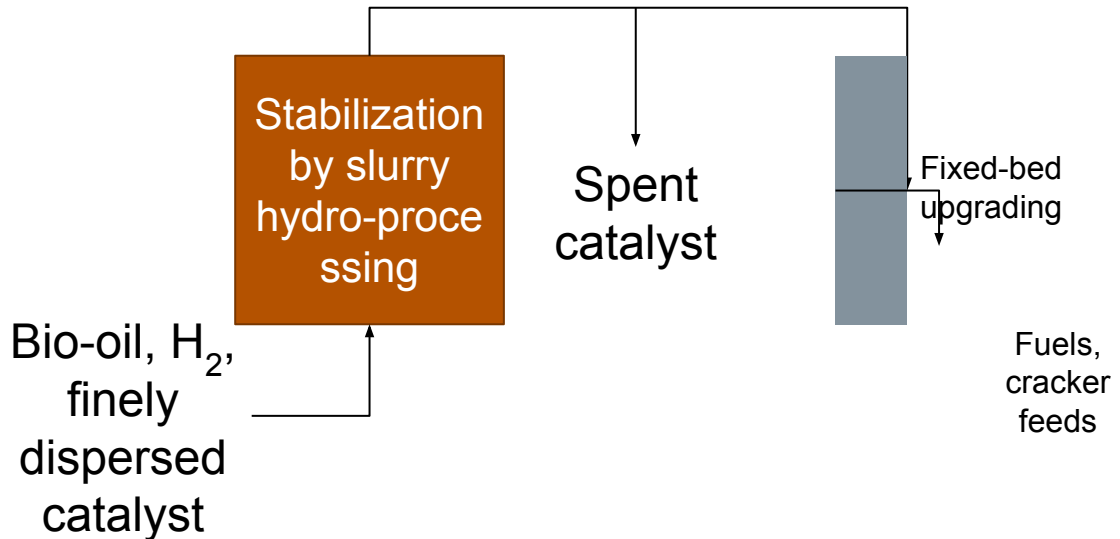 Stabilization
by slurry
hydro-proce
ssing
Spent
catalyst
Fixed-bed
upgrading
Bio-oil, H₂,
finely
dispersed
catalyst
Fuels,
cracker
feeds